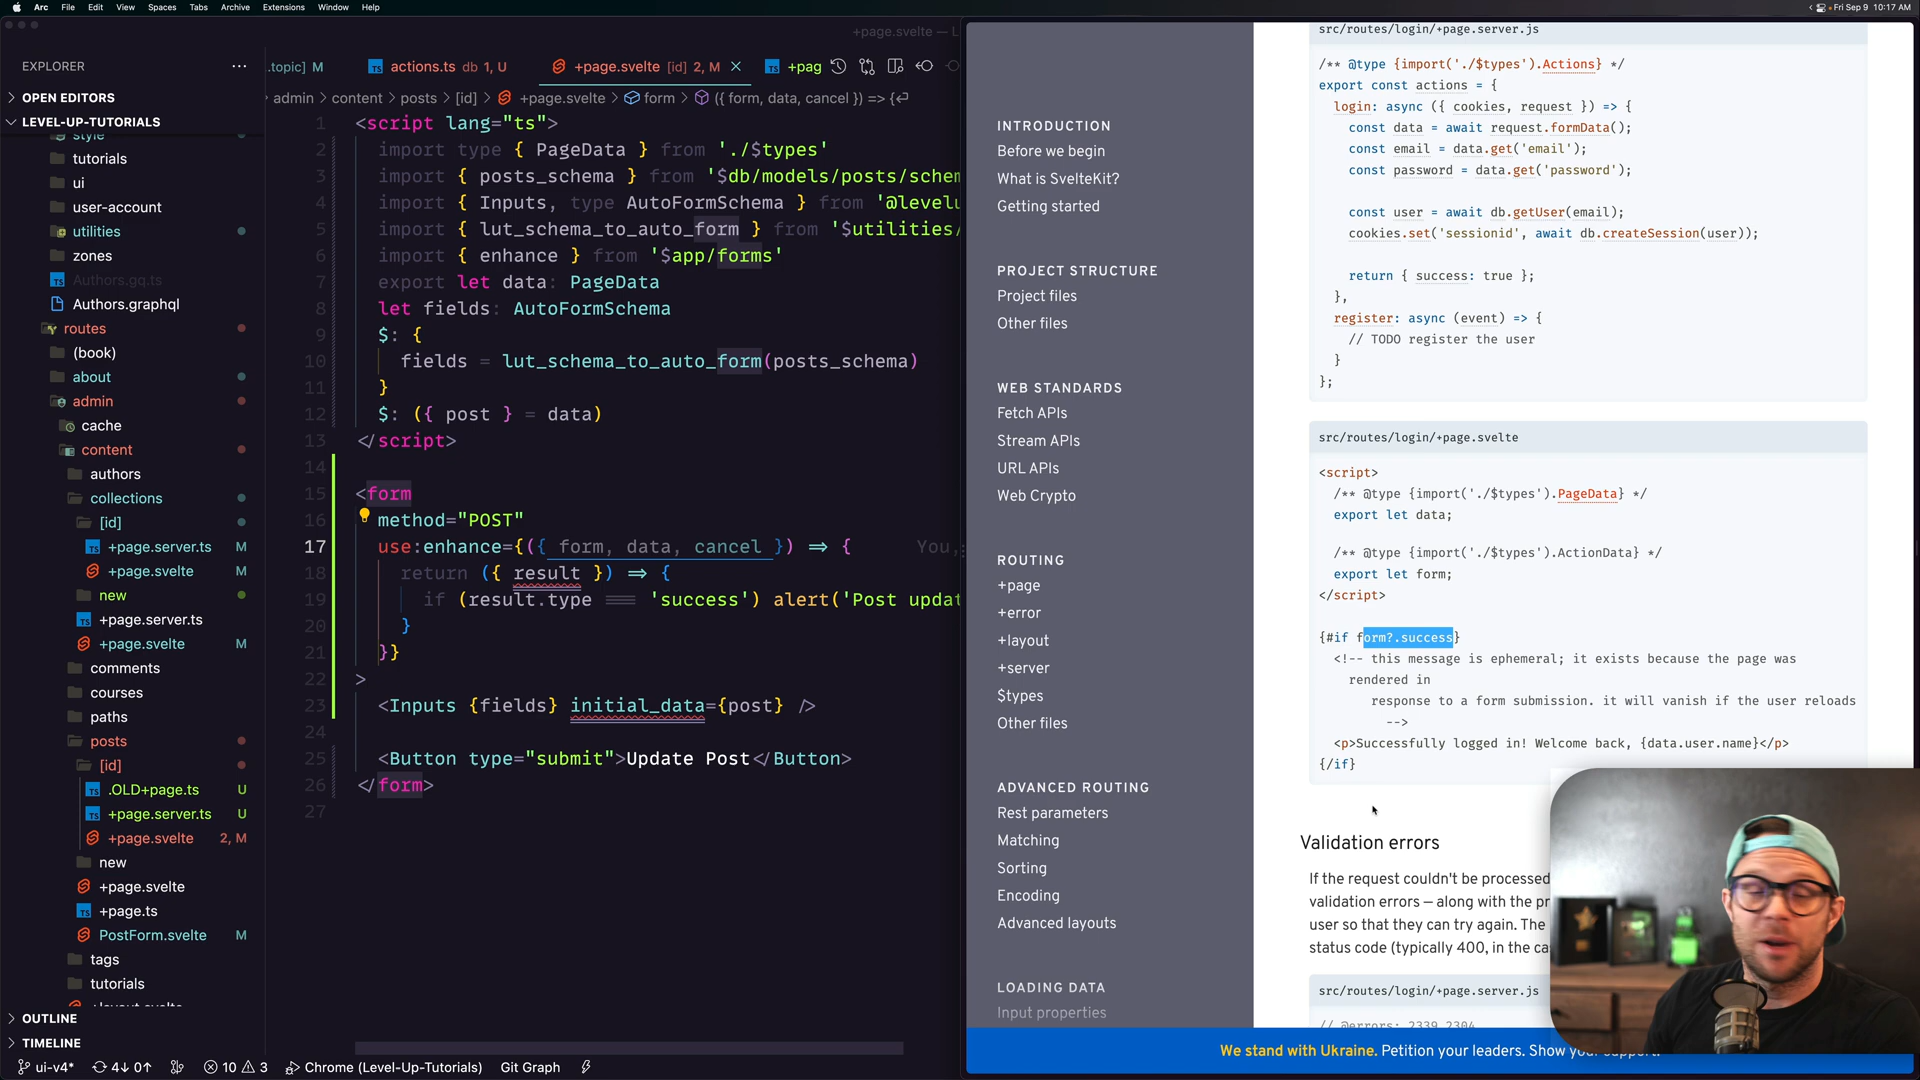 Arc File Edit View Spaces Tabs Archive Extensions Window Help
Fri Sep 9 10:17 AM
+page.svelte — L
EXPLORER
OPEN EDITORS
LEVEL-UP-TUTORIALS
style
tutorials
ui
user-account
utilities
zones
Authors.gq.ts
Authors.graphql
routes
(book)
about
admin
cache
content
authors
collections
[id]
+page.server.ts M
+page.svelte M
new
+page.server.ts
+page.svelte M
comments
courses
paths
posts
[id]
.OLD+page.ts U
+page.server.ts U
+page.svelte 2, M
new
+page.svelte
+page.ts
PostForm.svelte M
tags
tutorials
+layout.svelte
OUTLINE
TIMELINE
.topic] M
actions.ts db 1, U
+page.svelte [id] 2, M
+pag
admin > content > posts > [id] > +page.svelte > form > ({ form, data, cancel }) => {
1 <script lang="ts">
2 import type { PageData } from './$types'
3 import { posts_schema } from '$db/models/posts/schem
4 import { Inputs, type AutoFormSchema } from '@levelu
5 import { lut_schema_to_auto_form } from '$utilities/
6 import { enhance } from '$app/forms'
7 export let data: PageData
8 let fields: AutoFormSchema
9 $: {
10 fields = lut_schema_to_auto_form(posts_schema)
11 }
12 $: ({ post } = data)
13 </script>
14
15 <form
16 method="POST"
17 use:enhance={({ form, data, cancel }) => { You,
18 return ({ result }) => {
19 if (result.type === 'success') alert('Post updat
20 }
21 }}
22 >
23 <Inputs {fields} initial_data={post} />
24
25 <Button type="submit">Update Post</Button>
26 </form>
27
ui-v4* 4↓ 0↑ 10 3 Chrome (Level-Up-Tutorials) Git Graph
INTRODUCTION
Before we begin
What is SvelteKit?
Getting started
PROJECT STRUCTURE
Project files
Other files
WEB STANDARDS
Fetch APIs
Stream APIs
URL APIs
Web Crypto
ROUTING
+page
+error
+layout
+server
$types
Other files
ADVANCED ROUTING
Rest parameters
Matching
Sorting
Encoding
Advanced layouts
LOADING DATA
Input properties
src/routes/login/+page.server.js
/** @type {import('./$types').Actions} */
export const actions = {
login: async ({ cookies, request }) => {
const data = await request.formData();
const email = data.get('email');
const password = data.get('password');
const user = await db.getUser(email);
cookies.set('sessionid', await db.createSession(user));
return { success: true };
},
register: async (event) => {
// TODO register the user
}
};
src/routes/login/+page.svelte
<script>
/** @type {import('./$types').PageData} */
export let data;
/** @type {import('./$types').ActionData} */
export let form;
</script>
{#if form?.success}
<!-- this message is ephemeral; it exists because the page was
rendered in
response to a form submission. it will vanish if the user reloads
-->
<p>Successfully logged in! Welcome back, {data.user.name}</p>
{/if}
Validation errors
If the request couldn't be processed
validation errors — along with the pr
user so that they can try again. The
status code (typically 400, in the ca
src/routes/login/+page.server.js
// @errors: 2339 2304
We stand with Ukraine. Petition your leaders. Show your support.